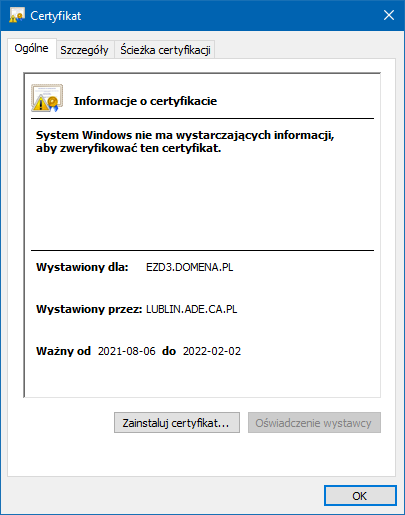 Certyfikat
Ogólne Szczegóły Ścieżka certyfikacji
Informacje o certyfikacie
System Windows nie ma wystarczających informacji,
aby zweryfikować ten certyfikat.
Wystawiony dla: EZD3.DOMENA.PL
Wystawiony przez: LUBLIN.ADE.CA.PL
Ważny od 2021-08-06 do 2022-02-02
Zainstaluj certyfikat... Oświadczenie wystawcy
OK